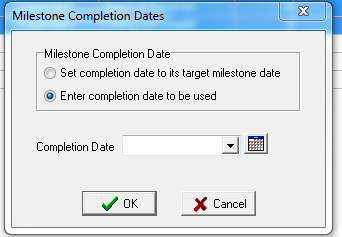 Milestone Completion Dates
Milestone Completion Date
Set completion date to its target milestone date
Enter completion date to be used
Completion Date
OK
Cancel